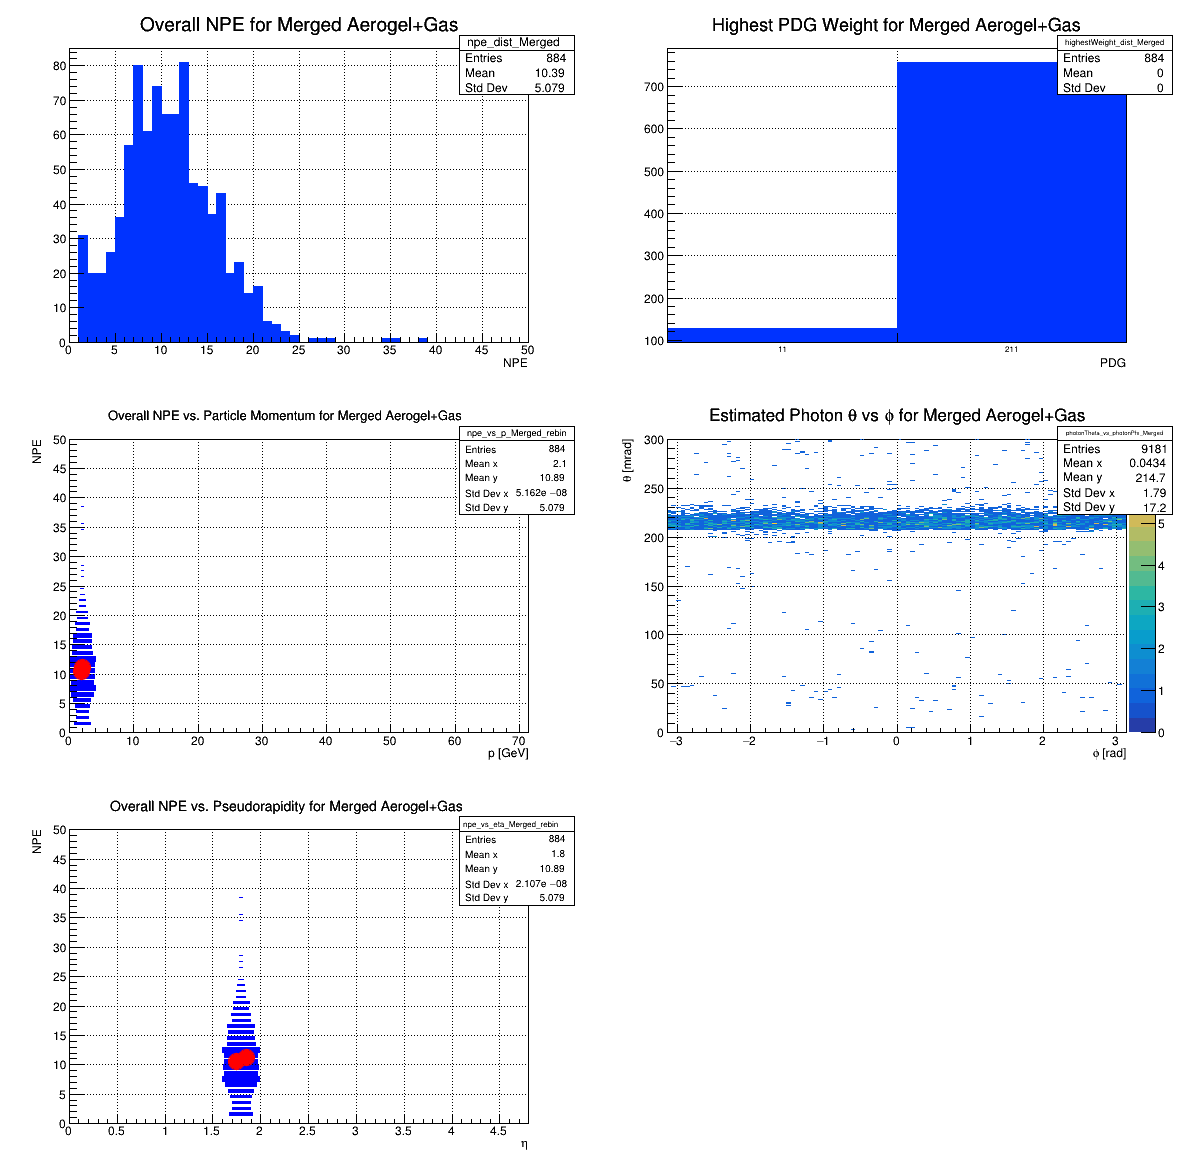 Overall NPE for Merged Aerogel+Gas
npe_dist_Merged
Entries 884
Mean 10.39
Std Dev 5.079
80
70
60
50
40
30
20
10
0
0 5 10 15 20 25 30 35 40 45 50
NPE
Highest PDG Weight for Merged Aerogel+Gas
highestWeight_dist_Merged
Entries 884
Mean 0
Std Dev 0
700
600
500
400
300
200
100
11 211
PDG
Overall NPE vs. Particle Momentum for Merged Aerogel+Gas
npe_vs_p_Merged_rebin
Entries 884
Mean x 2.1
Mean y 10.89
Std Dev x 5.162e −08
Std Dev y 5.079
NPE
50
45
40
35
30
25
20
15
10
5
0
0 10 20 30 40 50 60 70
p [GeV]
Estimated Photon θ vs ϕ for Merged Aerogel+Gas
photonTheta_vs_photonPhi_Merged
Entries 9181
Mean x 0.0434
Mean y 214.7
Std Dev x 1.79
Std Dev y 17.2
θ [mrad]
300
250
200
150
100
50
0
−3 −2 −1 0 1 2 3
ϕ [rad]
5
4
3
2
1
0
Overall NPE vs. Pseudorapidity for Merged Aerogel+Gas
npe_vs_eta_Merged_rebin
Entries 884
Mean x 1.8
Mean y 10.89
Std Dev x 2.107e −08
Std Dev y 5.079
NPE
50
45
40
35
30
25
20
15
10
5
0
0 0.5 1 1.5 2 2.5 3 3.5 4 4.5
η